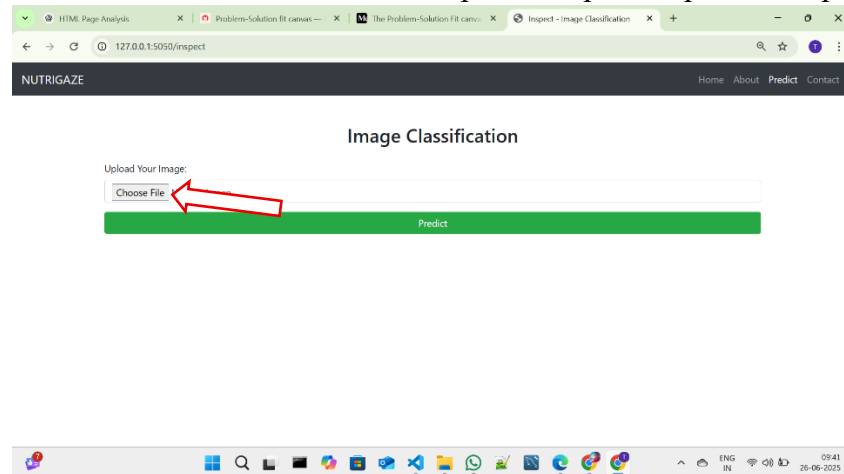 HTML Page Analysis
Problem-Solution fit canvas —
The Problem-Solution Fit canva
Inspect - Image Classification
127.0.0.1:5050/inspect
NUTRIGAZE
Home About Predict Contact
Image Classification
Upload Your Image:
Choose File
Predict
ENG
IN
09:41
26-06-2025